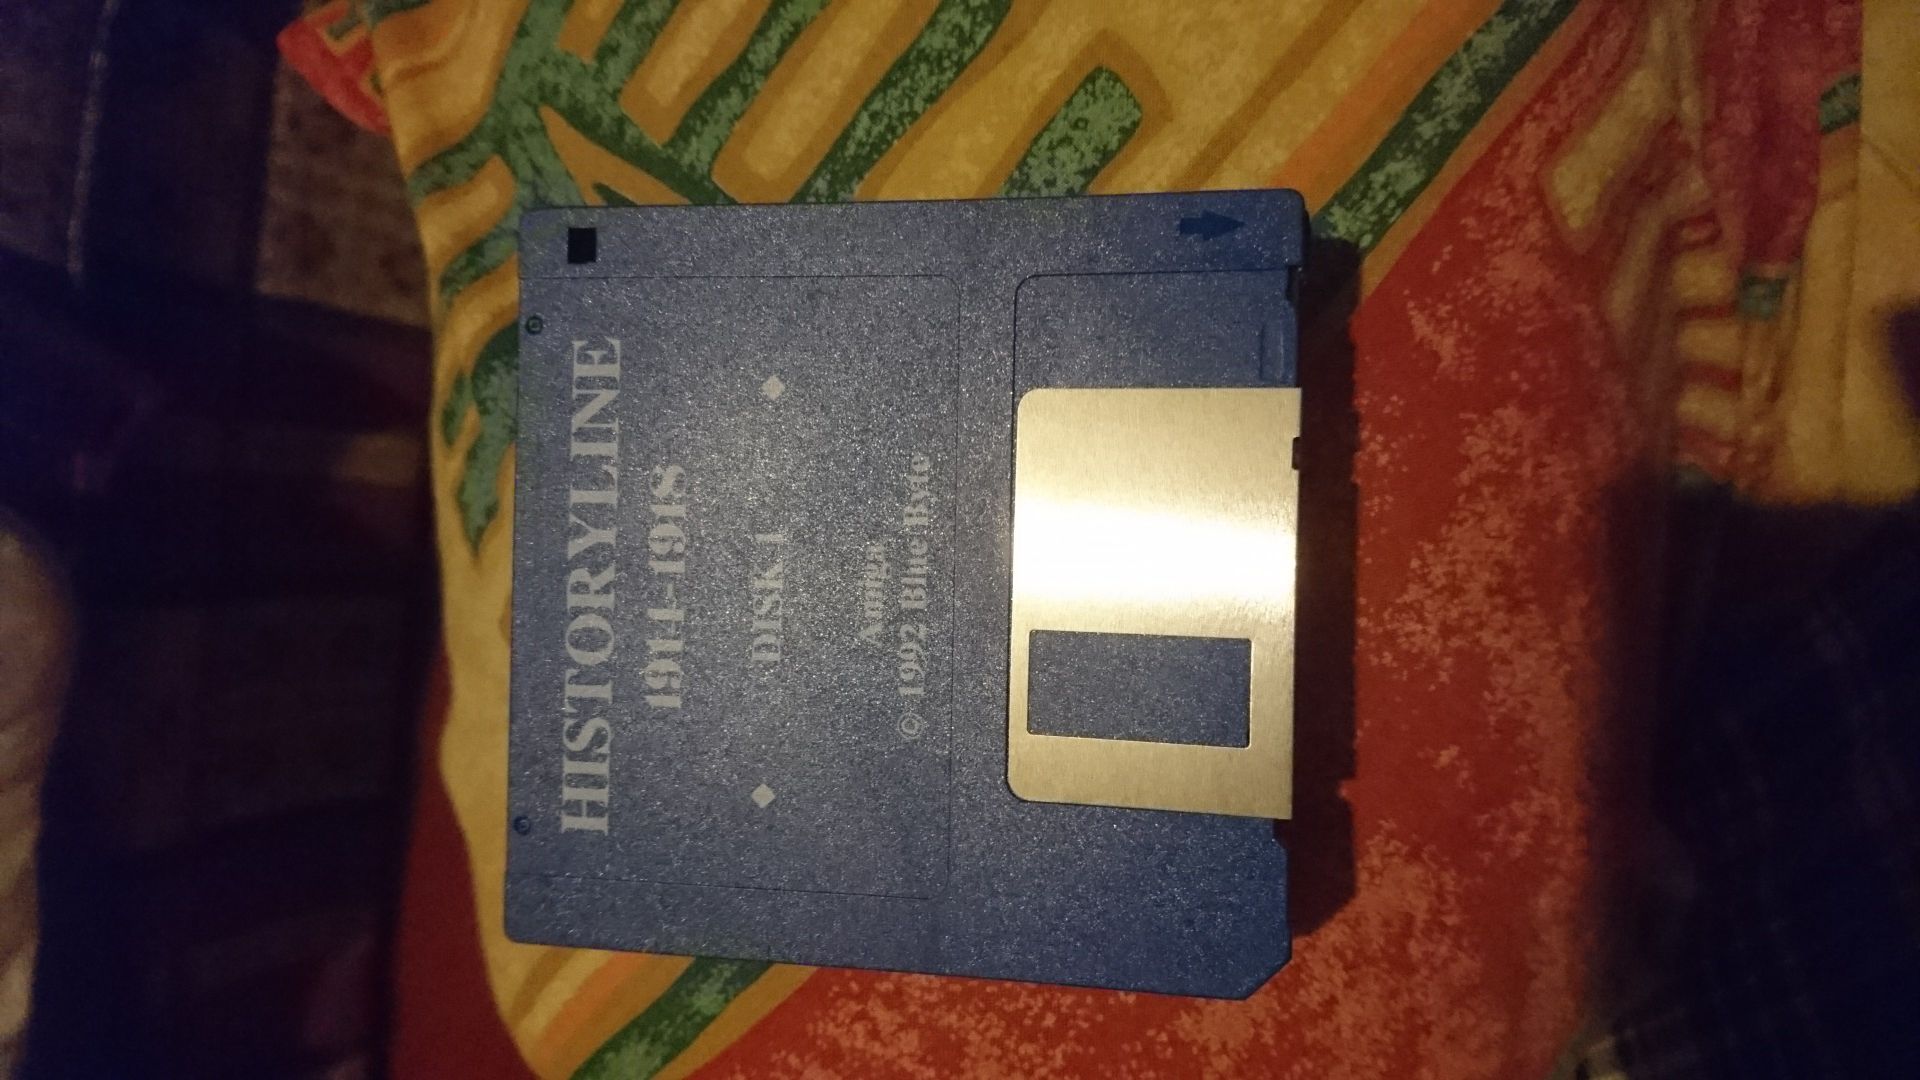 HISTORYLINE
1914-1918
DISK 1
Amiga
© 1992 Blue Byte